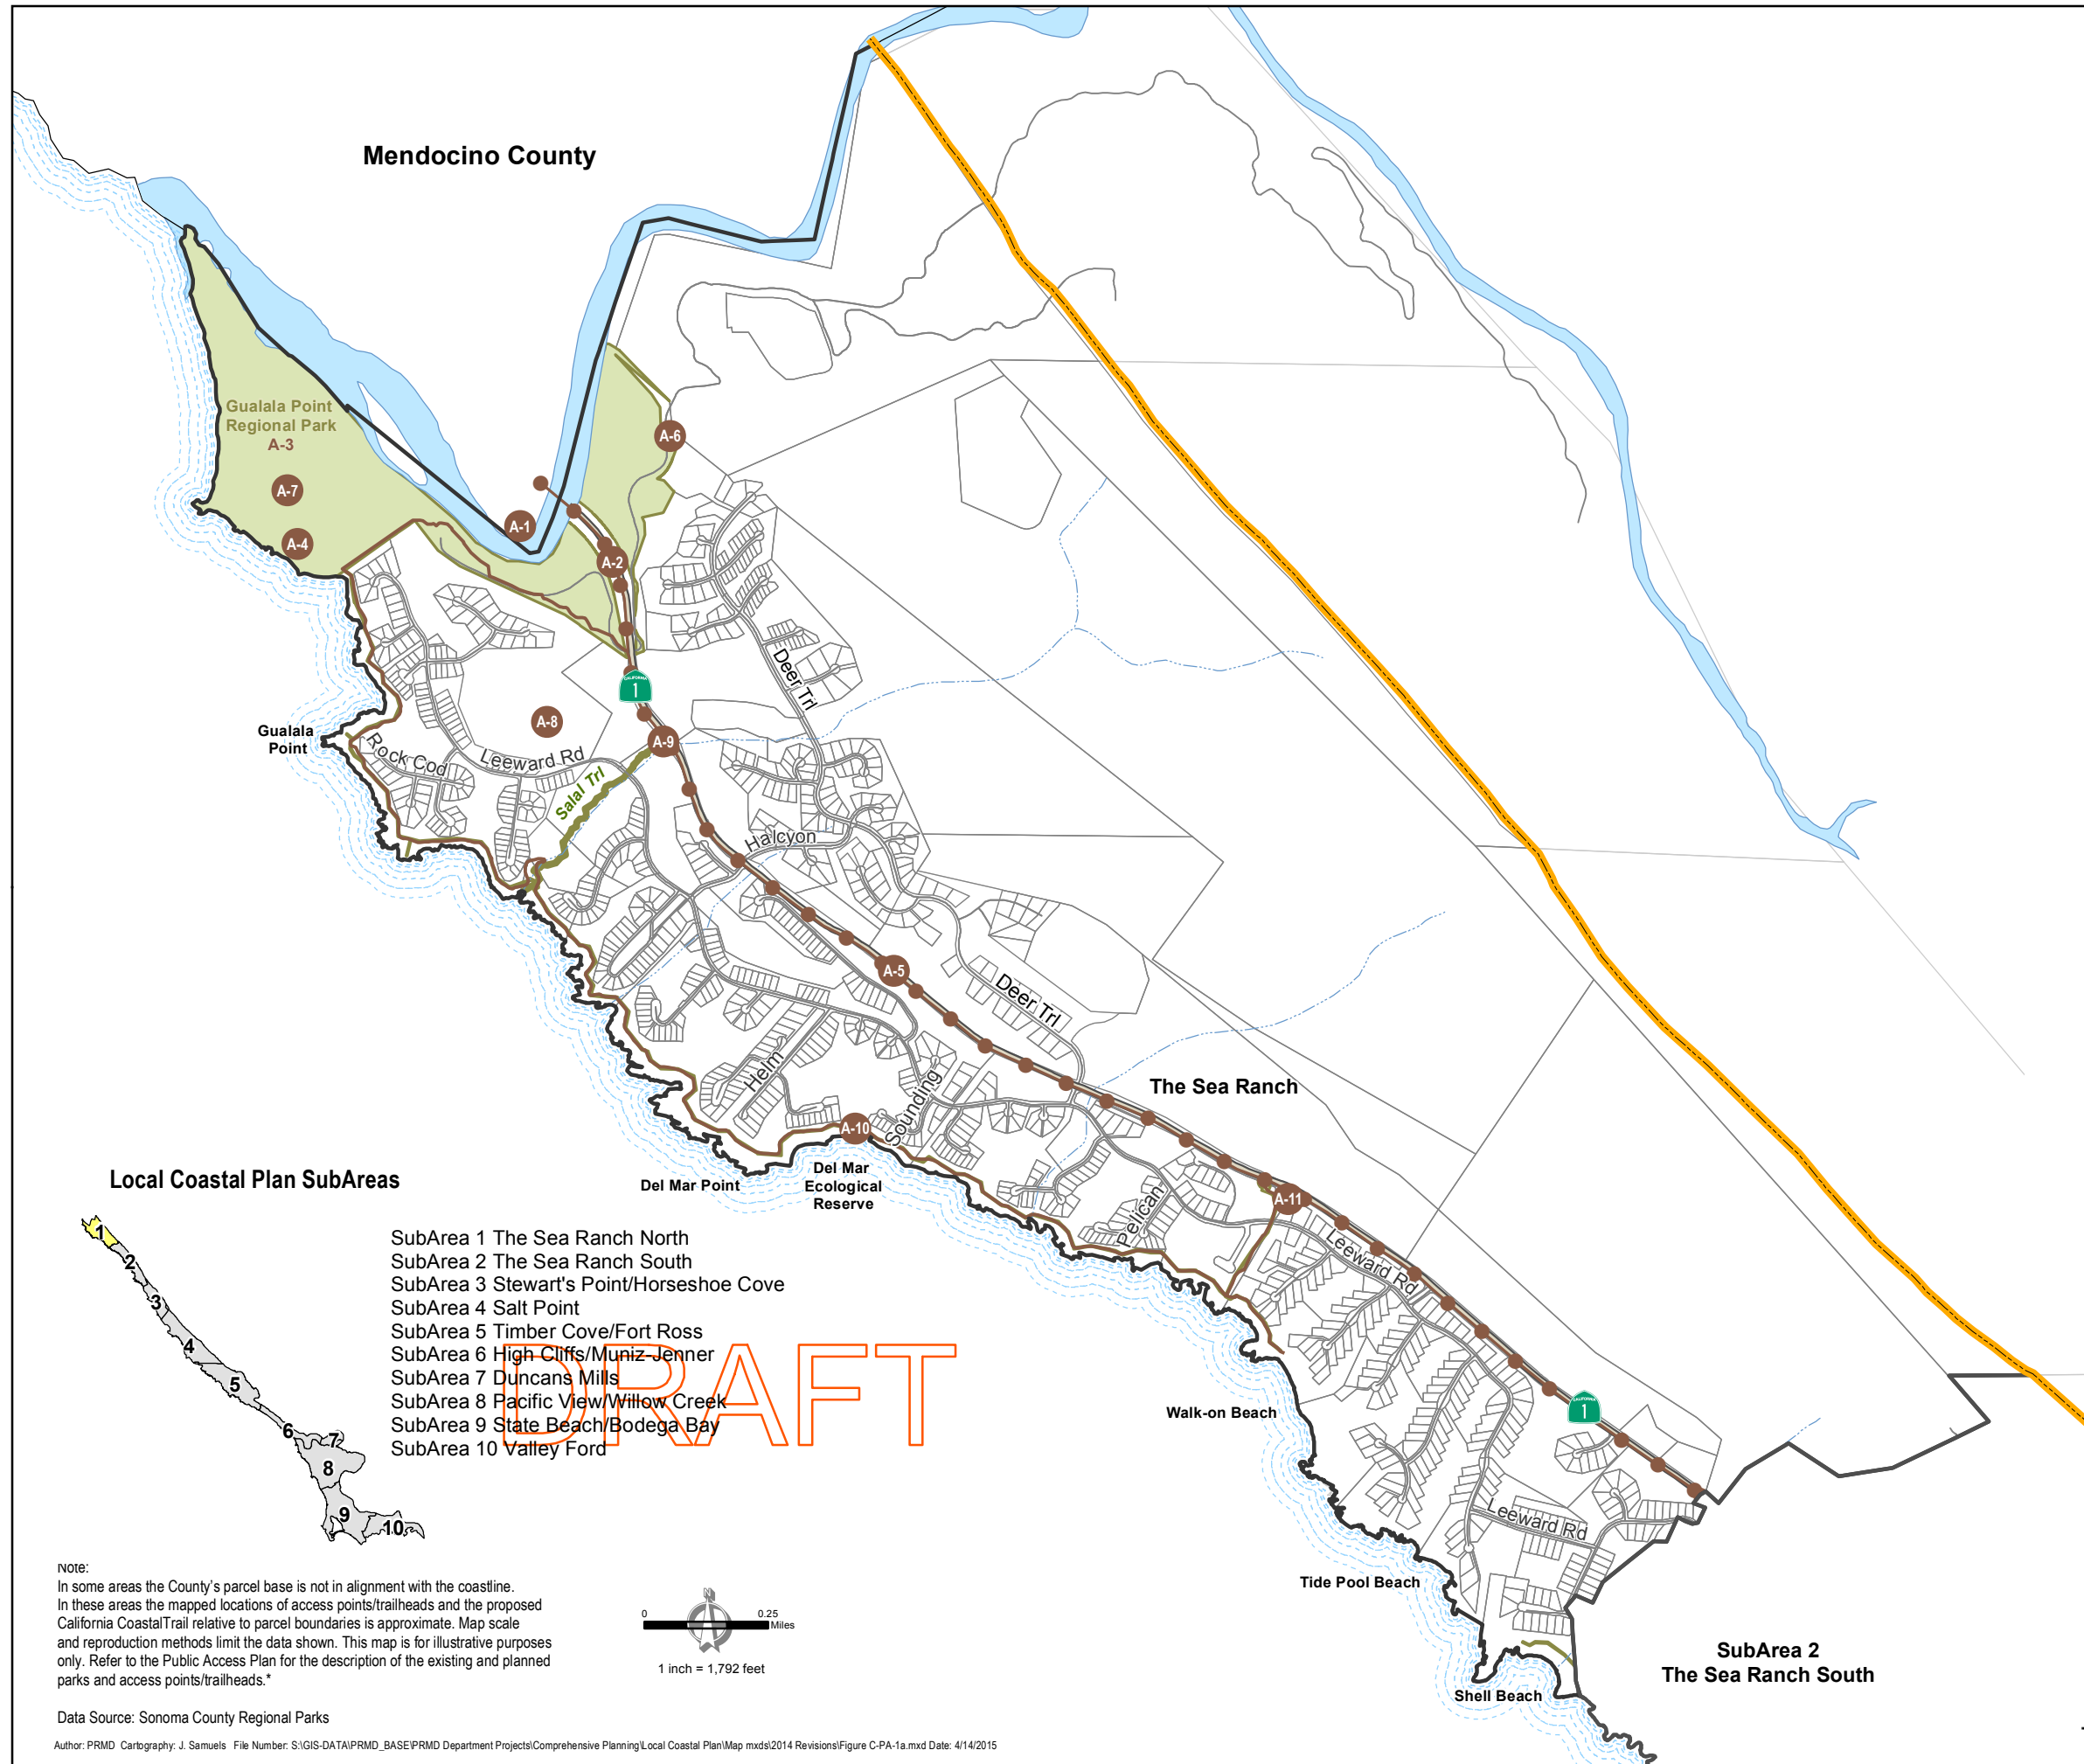 Mendocino County
Gualala Point
Regional Park
A-3
A-7
A-4
A-1
A-2
A-6
CALIFORNIA
1
A-8
A-9
Deer Trl
Gualala
Point
Rock Cod
Leeward Rd
Salal Trl
Halcyon
A-5
Deer Trl
Helm
Sounding
A-10
The Sea Ranch
Del Mar Point
Del Mar
Ecological
Reserve
Pelican
A-11
Leeward Rd
Walk-on Beach
CALIFORNIA
1
Leeward Rd
Tide Pool Beach
Shell Beach
SubArea 2
The Sea Ranch South
Local Coastal Plan SubAreas
1
2
3
4
5
6
7
8
9
10
SubArea 1 The Sea Ranch North
SubArea 2 The Sea Ranch South
SubArea 3 Stewart's Point/Horseshoe Cove
SubArea 4 Salt Point
SubArea 5 Timber Cove/Fort Ross
SubArea 6 High Cliffs/Muniz-Jenner
SubArea 7 Duncans Mills
SubArea 8 Pacific View/Willow Creek
SubArea 9 State Beach/Bodega Bay
SubArea 10 Valley Ford
DRAFT
Note:
In some areas the County's parcel base is not in alignment with the coastline.
In these areas the mapped locations of access points/trailheads and the proposed
California CoastalTrail relative to parcel boundaries is approximate. Map scale
and reproduction methods limit the data shown. This map is for illustrative purposes
only. Refer to the Public Access Plan for the description of the existing and planned
parks and access points/trailheads.*
N
0 0.25
Miles
1 inch = 1,792 feet
Data Source: Sonoma County Regional Parks
Author: PRMD Cartography: J. Samuels File Number: S:\GIS-DATA\PRMD_BASE\PRMD Department Projects\Comprehensive Planning\Local Coastal Plan\Map mxds\2014 Revisions\Figure C-PA-1a.mxd Date: 4/14/2015